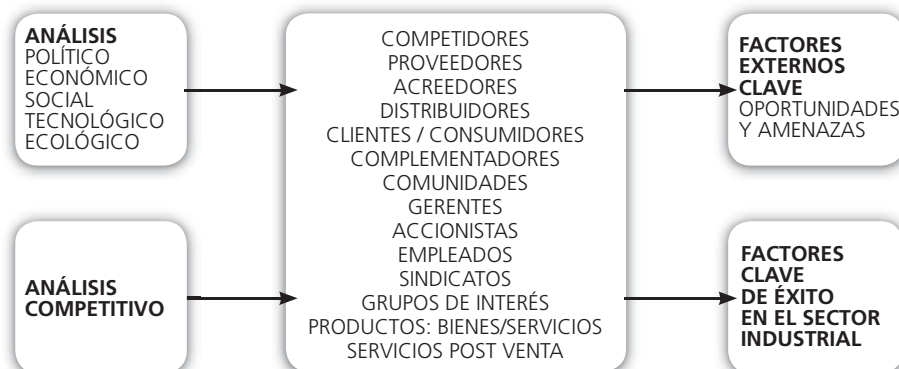 ANÁLISIS
POLÍTICO
ECONÓMICO
SOCIAL
TECNOLÓGICO
ECOLÓGICO
ANÁLISIS
COMPETITIVO
COMPETIDORES
PROVEEDORES
ACREEDORES
DISTRIBUIDORES
CLIENTES / CONSUMIDORES
COMPLEMENTADORES
COMUNIDADES
GERENTES
ACCIONISTAS
EMPLEADOS
SINDICATOS
GRUPOS DE INTERÉS
PRODUCTOS: BIENES/SERVICIOS
SERVICIOS POST VENTA
FACTORES
EXTERNOS
CLAVE
OPORTUNIDADES
Y AMENAZAS
FACTORES
CLAVE
DE ÉXITO
EN EL SECTOR
INDUSTRIAL